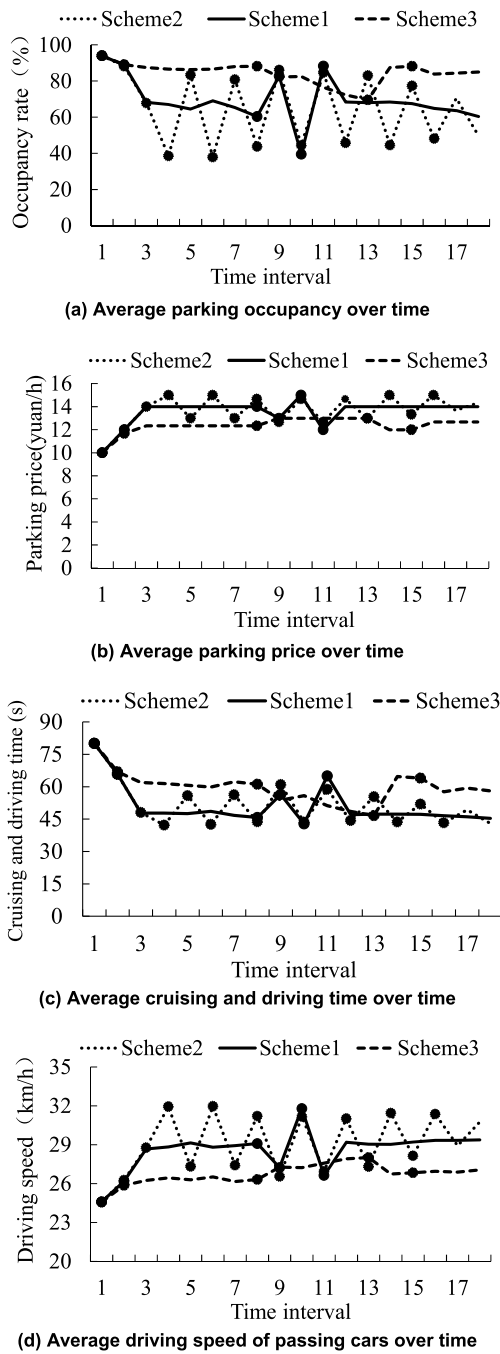 Scheme2 Scheme1 Scheme3
Occupancy rate (%)
100
80
60
40
20
0
1 3 5 7 9 11 13 15 17
Time interval
(a) Average parking occupancy over time
Scheme2 Scheme1 Scheme3
Parking price(yuan/h)
16
14
12
10
8
6
4
2
0
1 3 5 7 9 11 13 15 17
Time interval
(b) Average parking price over time
Scheme2 Scheme1 Scheme3
Cruising and driving time (s)
90
75
60
45
30
15
0
1 3 5 7 9 11 13 15 17
Time interval
(c) Average cruising and driving time over time
Scheme2 Scheme1 Scheme3
Driving speed (km/h)
35
32
29
26
23
20
1 3 5 7 9 11 13 15 17
Time interval
(d) Average driving speed of passing cars over time